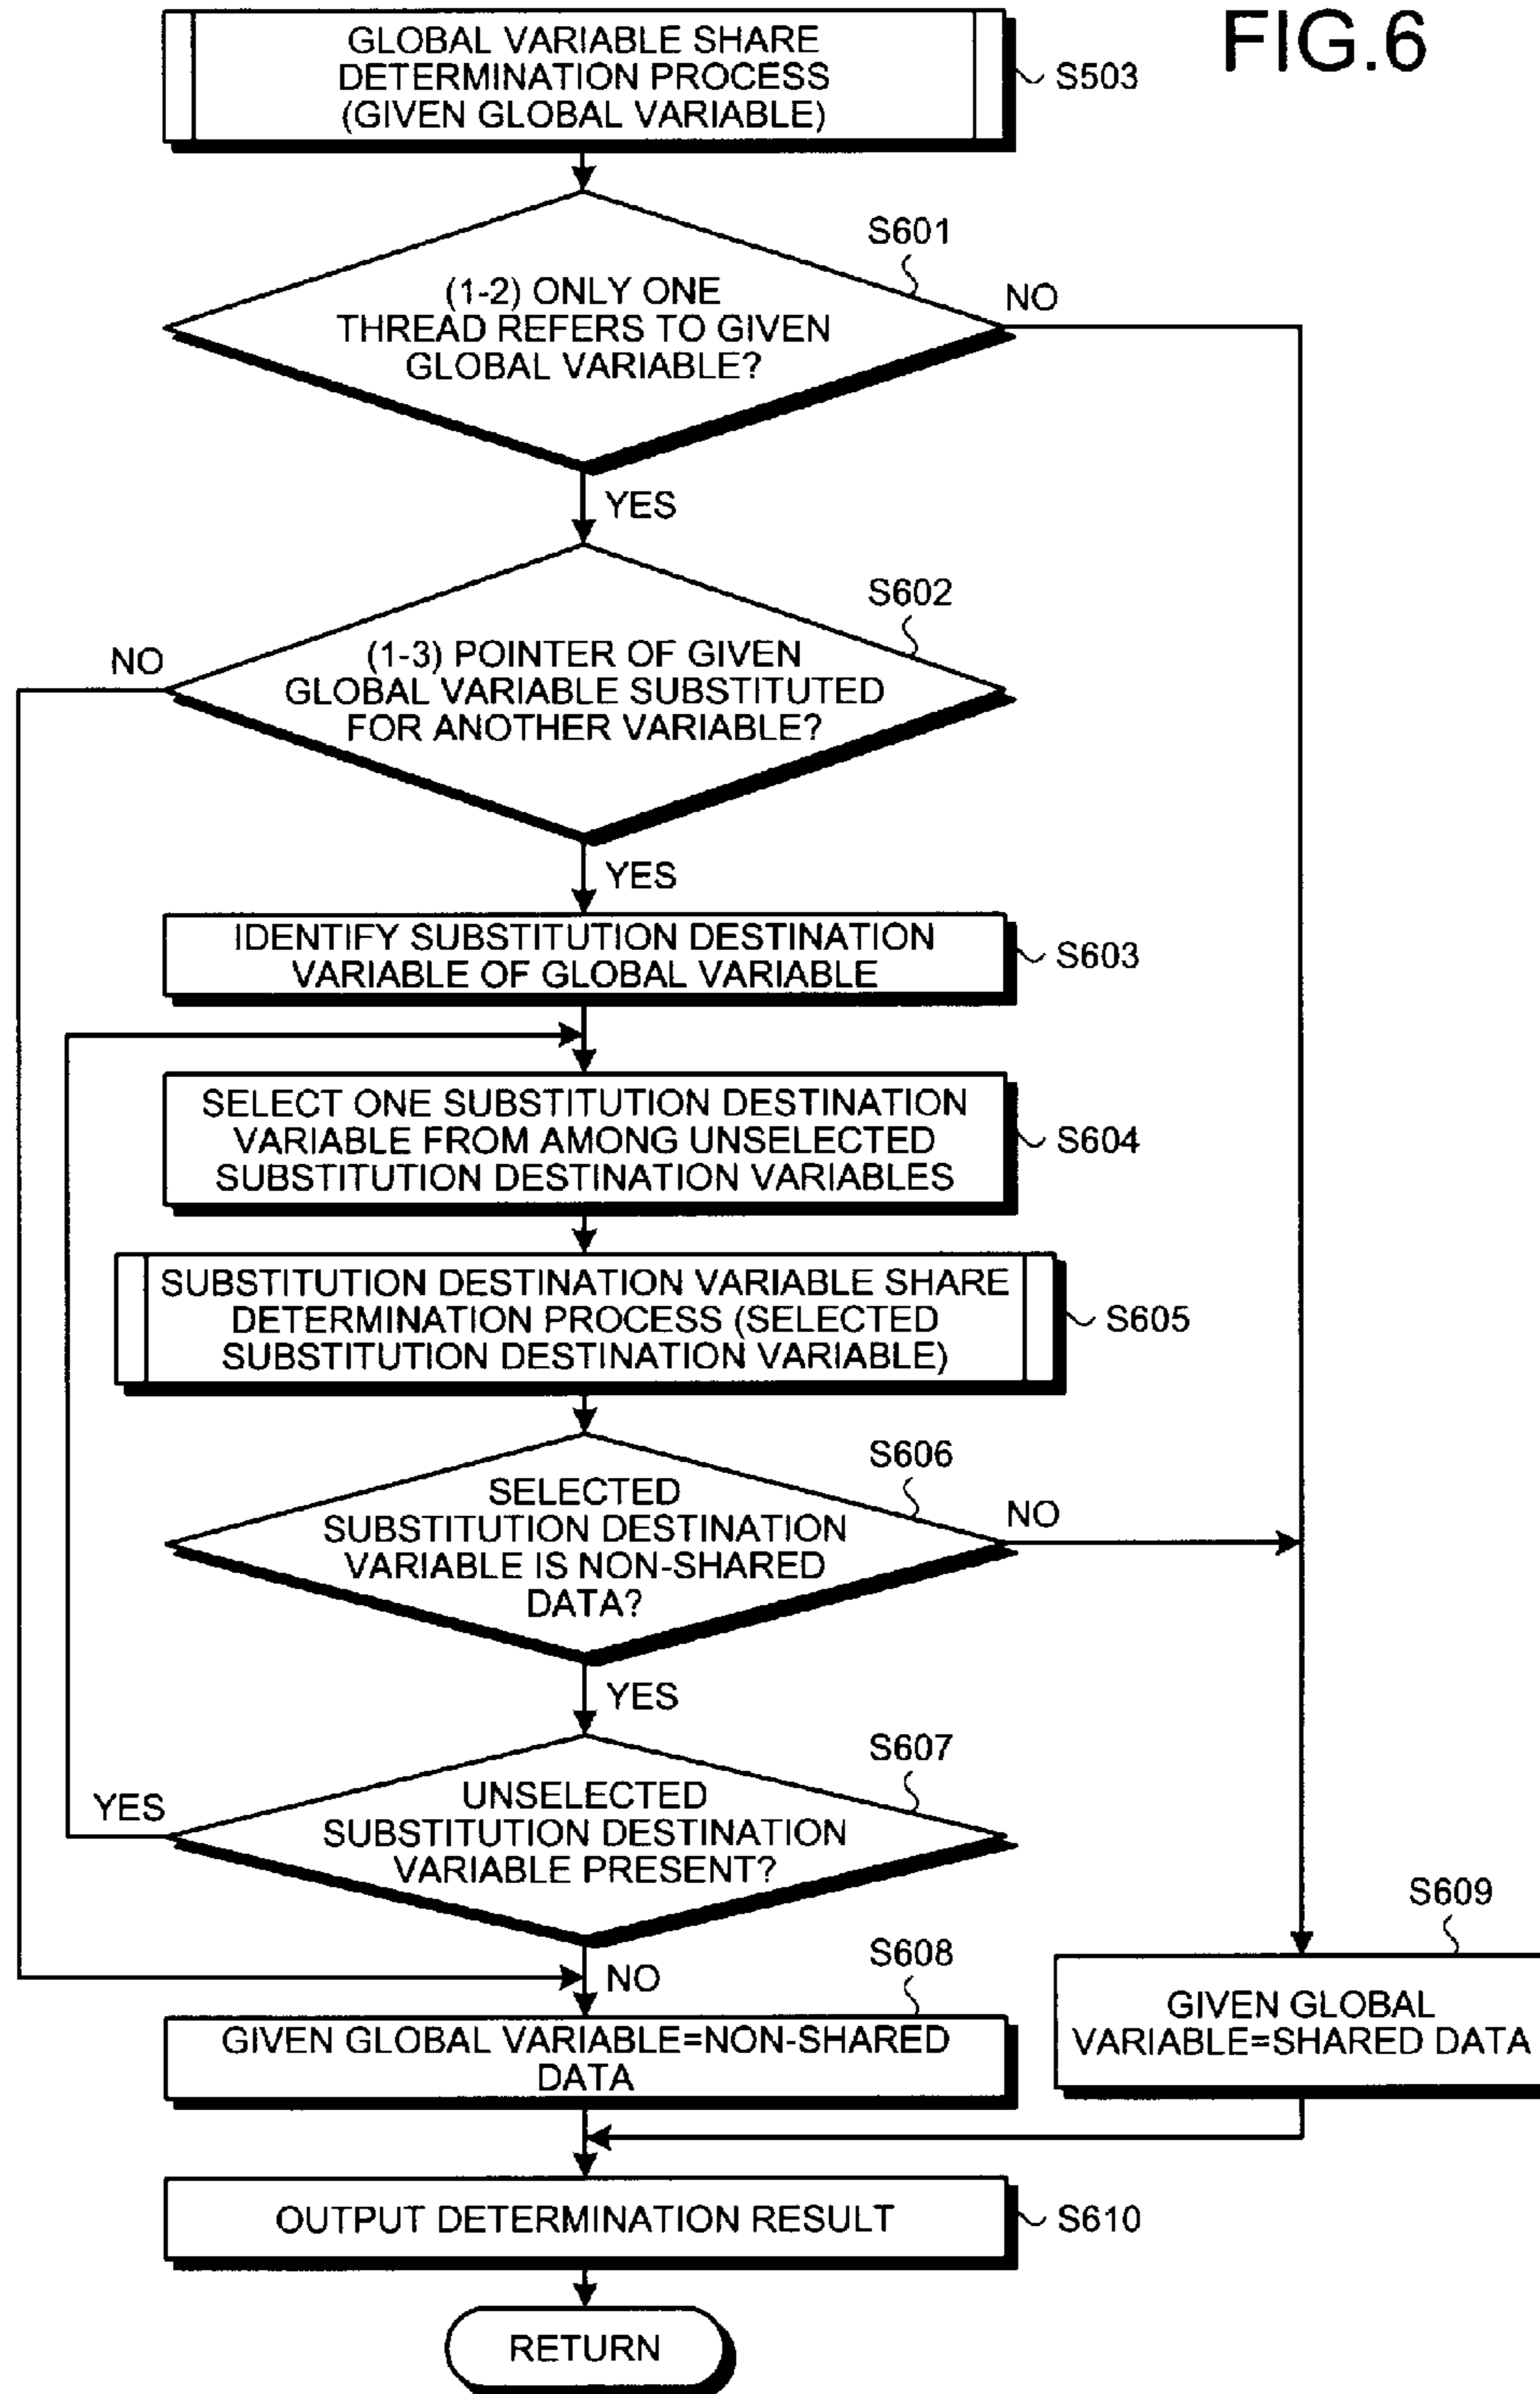 FIG.6
GLOBAL VARIABLE SHARE
DETERMINATION PROCESS
(GIVEN GLOBAL VARIABLE)
S503
S601
(1-2) ONLY ONE
THREAD REFERS TO GIVEN
GLOBAL VARIABLE?
NO
YES
S602
(1-3) POINTER OF GIVEN
GLOBAL VARIABLE SUBSTITUTED
FOR ANOTHER VARIABLE?
NO
YES
IDENTIFY SUBSTITUTION DESTINATION
VARIABLE OF GLOBAL VARIABLE
S603
SELECT ONE SUBSTITUTION DESTINATION
VARIABLE FROM AMONG UNSELECTED
SUBSTITUTION DESTINATION VARIABLES
S604
SUBSTITUTION DESTINATION VARIABLE SHARE
DETERMINATION PROCESS (SELECTED
SUBSTITUTION DESTINATION VARIABLE)
S605
S606
SELECTED
SUBSTITUTION DESTINATION
VARIABLE IS NON-SHARED
DATA?
NO
YES
S607
UNSELECTED
SUBSTITUTION DESTINATION
VARIABLE PRESENT?
YES
NO
S608
GIVEN GLOBAL VARIABLE=NON-SHARED
DATA
S609
GIVEN GLOBAL
VARIABLE=SHARED DATA
OUTPUT DETERMINATION RESULT
S610
RETURN